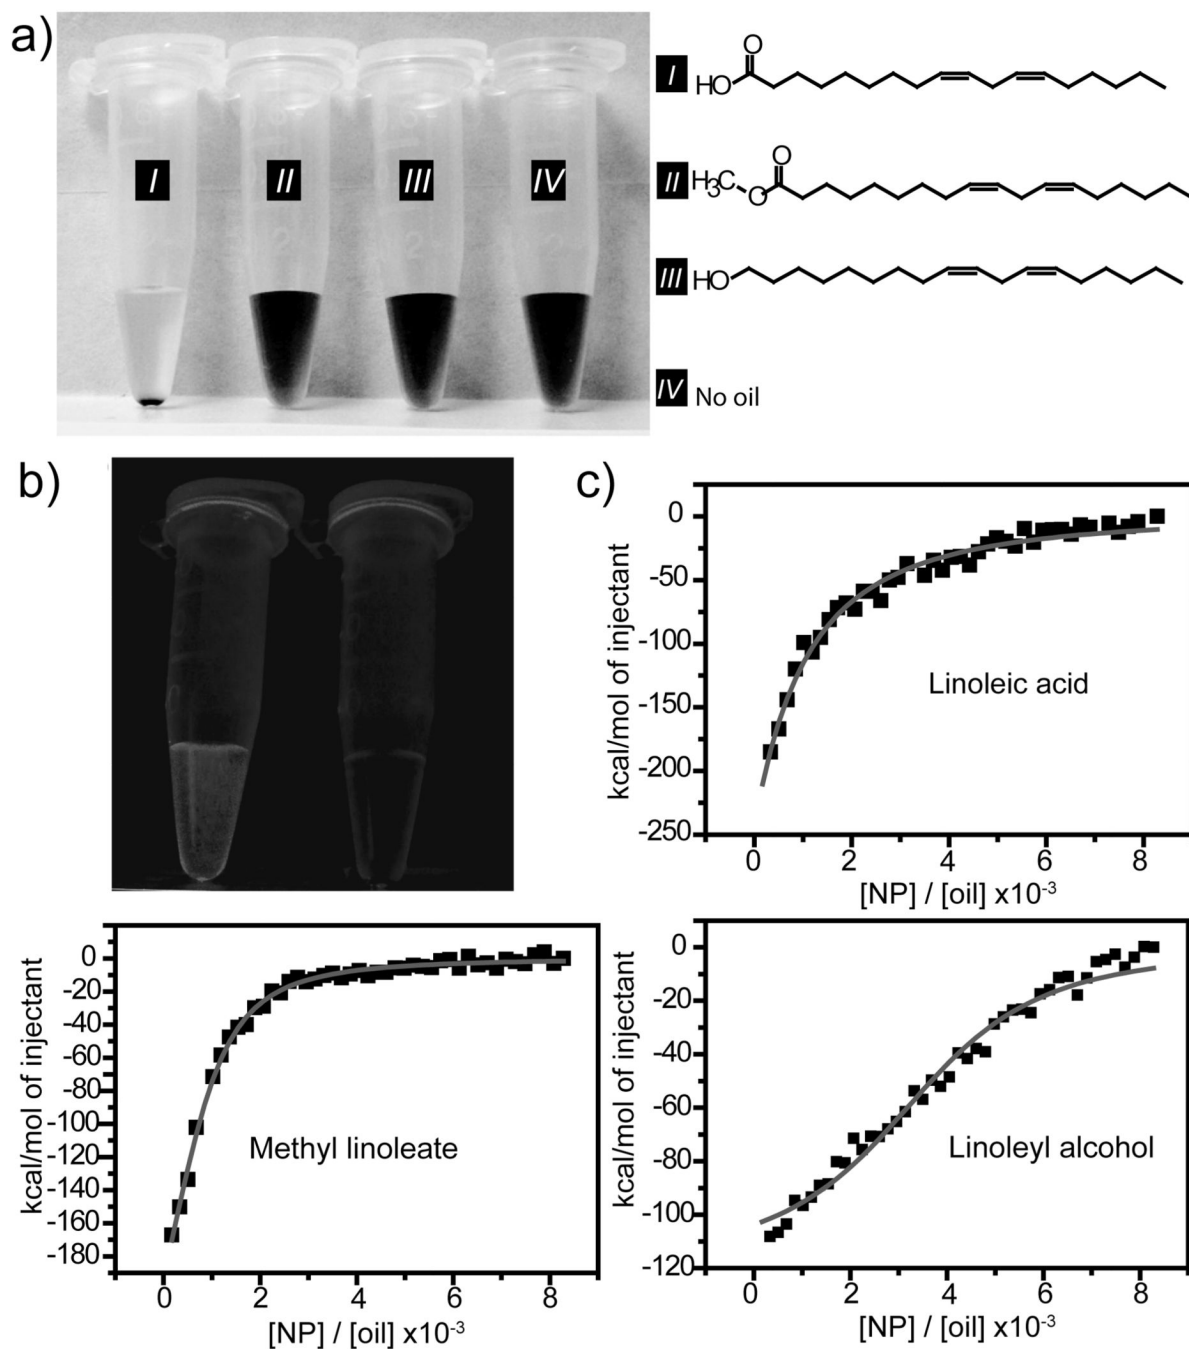 a)
I
II
III
IV
I HO O
II H3C O O
III HO
IV No oil
b)
c)
0
-50
-100
-150
-200
-250
kcal/mol of injectant
Linoleic acid
0 2 4 6 8
[NP] / [oil] x10-3
0
-20
-40
-60
-80
-100
-120
-140
-160
-180
kcal/mol of injectant
Methyl linoleate
0 2 4 6 8
[NP] / [oil] x10-3
0
-20
-40
-60
-80
-100
-120
kcal/mol of injectant
Linoleyl alcohol
0 2 4 6 8
[NP] / [oil] x10-3